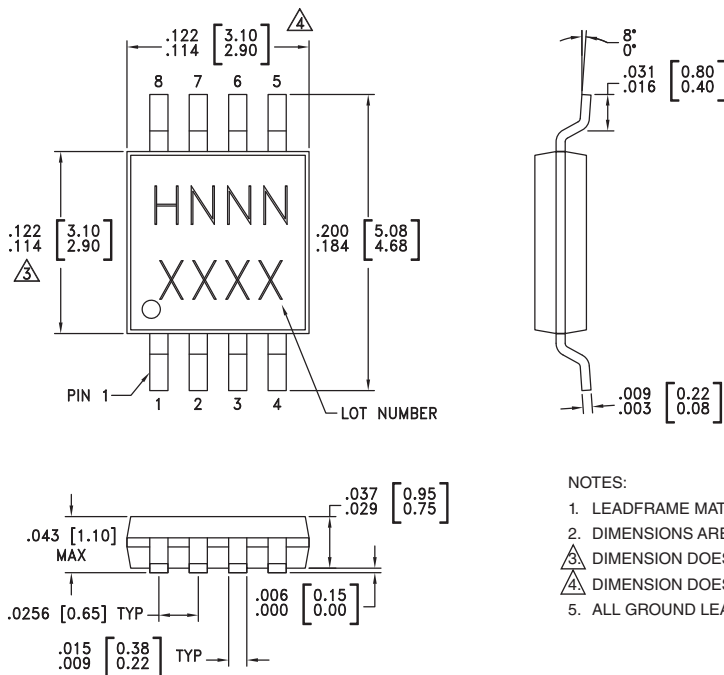 .122 [3.10]
.114 [2.90]
4
8 7 6 5
8°
0°
.031 [0.80]
.016 [0.40]
HNNN
XXXX
.122 [3.10]
.114 [2.90]
3
.200 [5.08]
.184 [4.68]
PIN 1
1 2 3 4
LOT NUMBER
.009 [0.22]
.003 [0.08]
.037 [0.95]
.029 [0.75]
.043 [1.10]
MAX
.0256 [0.65] TYP
.006 [0.15]
.000 [0.00]
.015 [0.38]
.009 [0.22]
TYP
NOTES:
1. LEADFRAME MAT
2. DIMENSIONS ARE
3. DIMENSION DOES
4. DIMENSION DOES
5. ALL GROUND LEA